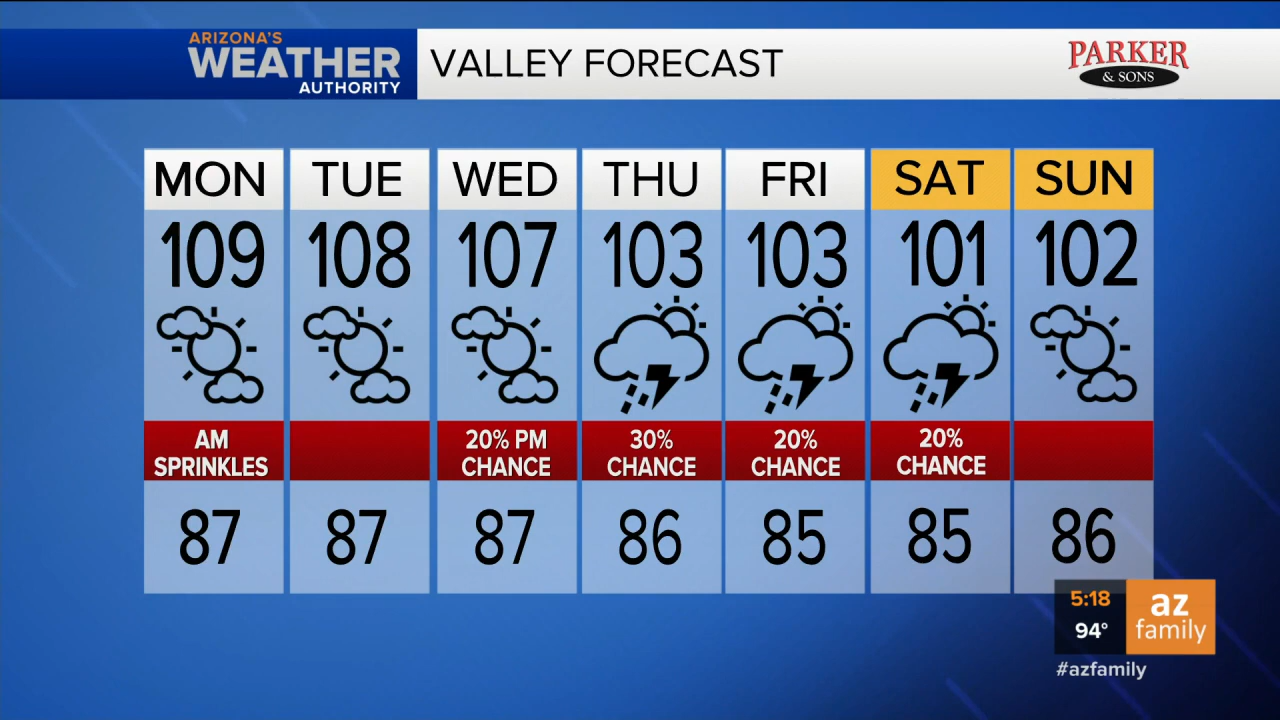 ARIZONA'S
WEATHER
AUTHORITY
VALLEY FORECAST
PARKER
& SONS
MON TUE WED THU FRI SAT SUN
109 108 107 103 103 101 102
AM SPRINKLES
20% PM CHANCE
30% CHANCE
20% CHANCE
20% CHANCE
87 87 87 86 85 85 86
5:18
94°
az
family
#azfamily